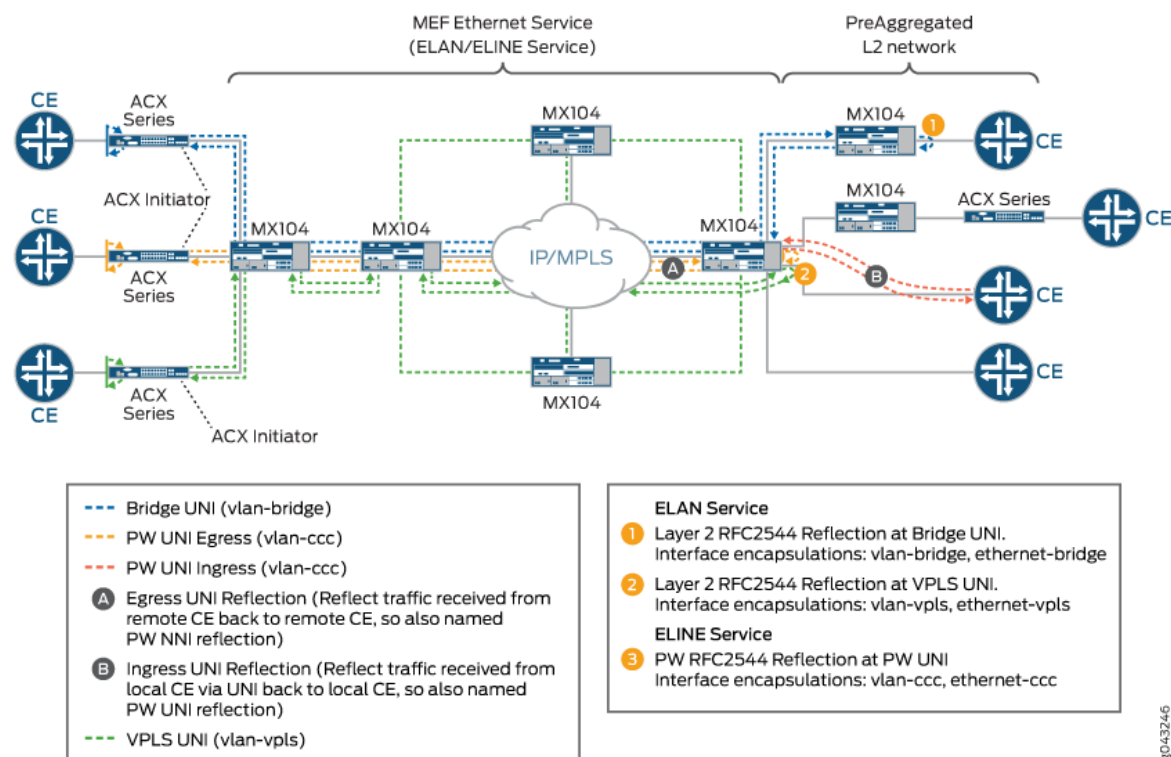 MEF Ethernet Service
(ELAN/ELINE Service)
PreAggregated
L2 network
CE
ACX
Series
MX104
MX104
1
CE
ACX Initiator
MX104
ACX Series
CE
CE
ACX
Series
MX104
MX104
IP/MPLS
MX104
A
2
B
CE
CE
ACX
Series
ACX Initiator
MX104
CE
Bridge UNI (vlan-bridge)
PW UNI Egress (vlan-ccc)
PW UNI Ingress (vlan-ccc)
A Egress UNI Reflection (Reflect traffic received from
remote CE back to remote CE, so also named
PW NNI reflection)
B Ingress UNI Reflection (Reflect traffic received from
local CE via UNI back to local CE, so also named
PW UNI reflection)
VPLS UNI (vlan-vpls)
ELAN Service
1 Layer 2 RFC2544 Reflection at Bridge UNI.
Interface encapsulations: vlan-bridge, ethernet-bridge
2 Layer 2 RFC2544 Reflection at VPLS UNI.
Interface encapsulations: vlan-vpls, ethernet-vpls
ELINE Service
3 PW RFC2544 Reflection at PW UNI
Interface encapsulations: vlan-ccc, ethernet-ccc
g043246